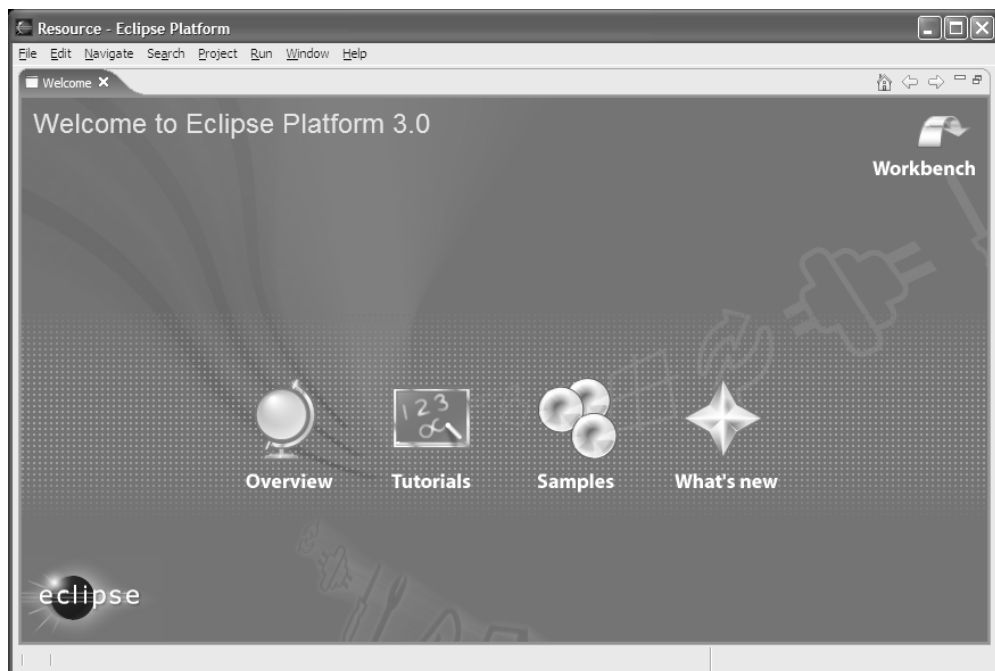 Resource - Eclipse Platform
File Edit Navigate Search Project Run Window Help
Welcome
Welcome to Eclipse Platform 3.0
Workbench
123
Overview Tutorials Samples What's new
eclipse